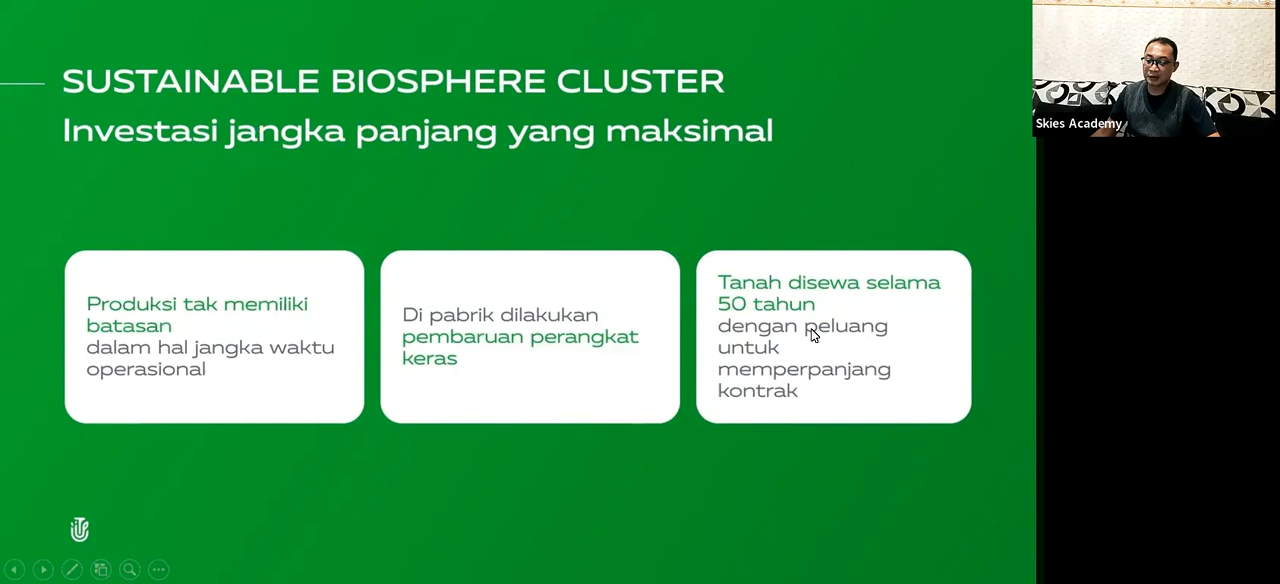 SUSTAINABLE BIOSPHERE CLUSTER
Investasi jangka panjang yang maksimal
Produksi tak memiliki
batasan
dalam hal jangka waktu
operasional
Di pabrik dilakukan
pembaruan perangkat
keras
Tanah disewa selama
50 tahun
dengan peluang
untuk
memperpanjang
kontrak
Skies Academy